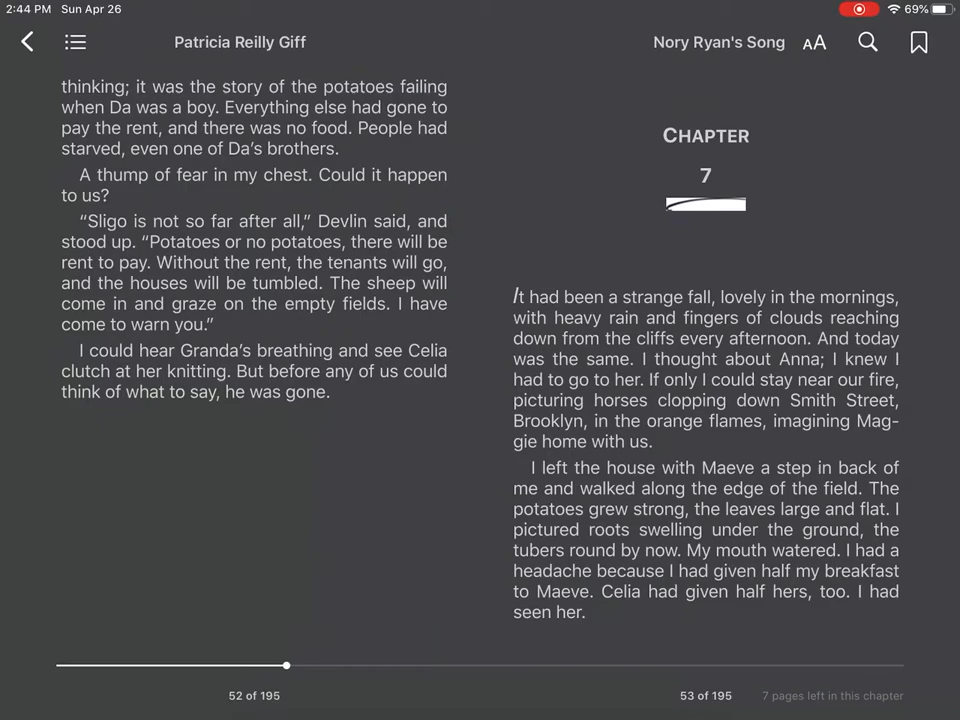 2:44 PM Sun Apr 26
69%
Patricia Reilly Giff
Nory Ryan's Song
AA
thinking; it was the story of the potatoes failing
when Da was a boy. Everything else had gone to
pay the rent, and there was no food. People had
starved, even one of Da’s brothers.
A thump of fear in my chest. Could it happen
to us?
“Sligo is not so far after all,” Devlin said, and
stood up. “Potatoes or no potatoes, there will be
rent to pay. Without the rent, the tenants will go,
and the houses will be tumbled. The sheep will
come in and graze on the empty fields. I have
come to warn you.”
I could hear Granda’s breathing and see Celia
clutch at her knitting. But before any of us could
think of what to say, he was gone.
52 of 195
CHAPTER
7
It had been a strange fall, lovely in the mornings,
with heavy rain and fingers of clouds reaching
down from the cliffs every afternoon. And today
was the same. I thought about Anna; I knew I
had to go to her. If only I could stay near our fire,
picturing horses clopping down Smith Street,
Brooklyn, in the orange flames, imagining Mag-
gie home with us.
I left the house with Maeve a step in back of
me and walked along the edge of the field. The
potatoes grew strong, the leaves large and flat. I
pictured roots swelling under the ground, the
tubers round by now. My mouth watered. I had a
headache because I had given half my breakfast
to Maeve. Celia had given half hers, too. I had
seen her.
53 of 195
7 pages left in this chapter